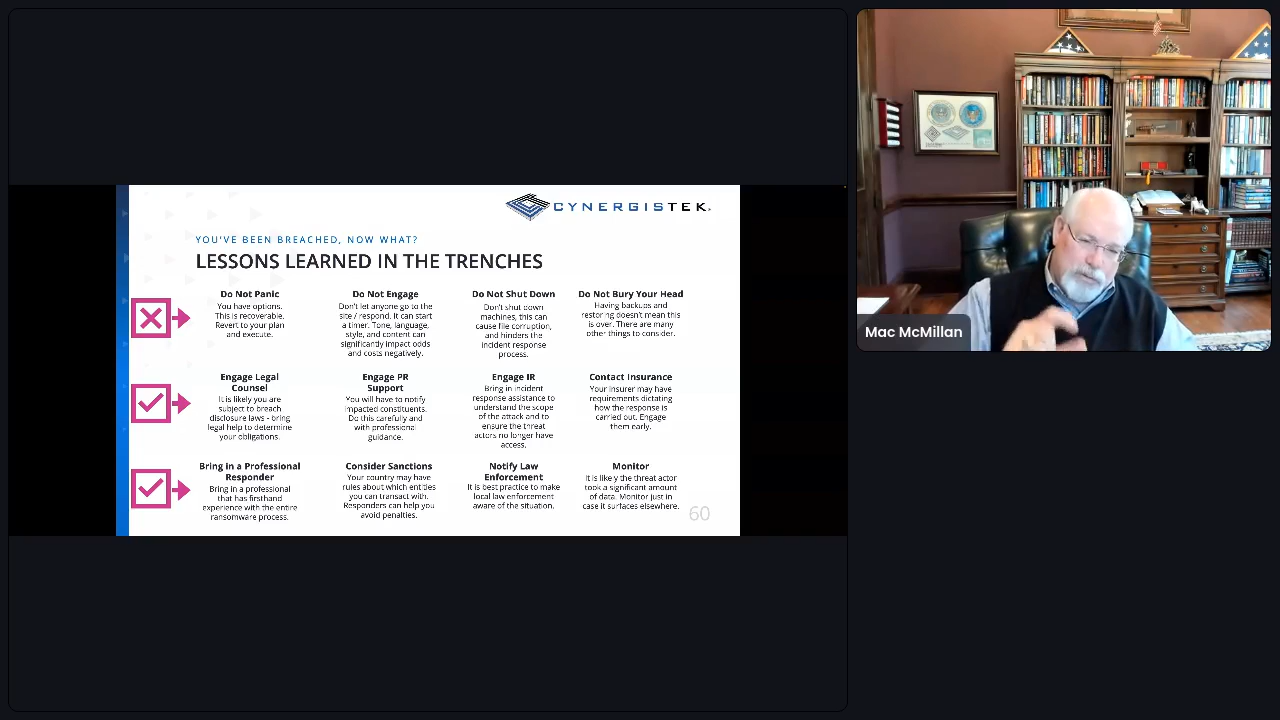 CYNERGISTEK.
YOU'VE BEEN BREACHED, NOW WHAT?
LESSONS LEARNED IN THE TRENCHES
Do Not Panic
You have options.
This is recoverable.
Revert to your plan
and execute.
Do Not Engage
Don't let anyone go to the
site / respond. It can start
a timer. Tone, language,
style, and content can
significantly impact odds
and costs negatively.
Do Not Shut Down
Don't shut down
machines, this can
cause file corruption,
and hinders the
incident response
process.
Do Not Bury Your Head
Having backups and
restoring doesn't mean this
is over. There are many
other things to consider.
Engage Legal
Counsel
It is likely you are
subject to breach
disclosure laws - bring
legal help to determine
your obligations.
Engage PR
Support
You will have to notify
impacted constituents.
Do this carefully and
with professional
guidance.
Engage IR
Bring in incident
response assistance to
understand the scope
of the attack and to
ensure the threat
actors no longer have
access.
Contact Insurance
Your insurer may have
requirements dictating
how the response is
carried out. Engage
them early.
Bring in a Professional
Responder
Bring in a professional
that has firsthand
experience with the entire
ransomware process.
Consider Sanctions
Your country may have
rules about which entities
you can transact with.
Responders can help you
avoid penalties.
Notify Law
Enforcement
It is best practice to make
local law enforcement
aware of the situation.
Monitor
It is likely the threat actor
took a significant amount
of data. Monitor just in
case it surfaces elsewhere.
60
Mac McMillan